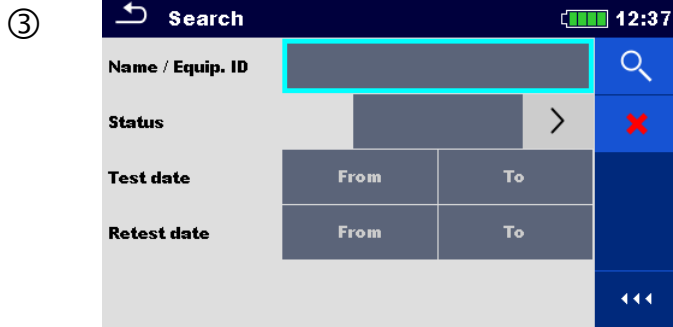 ③
Search 12:37
Name / Equip. ID
Status
Test date From To
Retest date From To